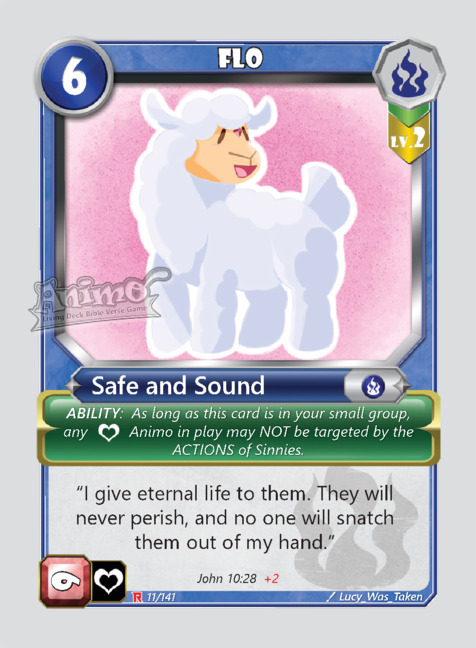 FLO
6
LV.2
Animo
Living Deck Bible Verse Game
Safe and Sound
ABILITY: As long as this card is in your small group,
any Animo in play may NOT be targeted by the
ACTIONS of Sinnies.
“I give eternal life to them. They will
never perish, and no one will snatch
them out of my hand.”
John 10:28 +2
R 11/141
Lucy_Was_Taken